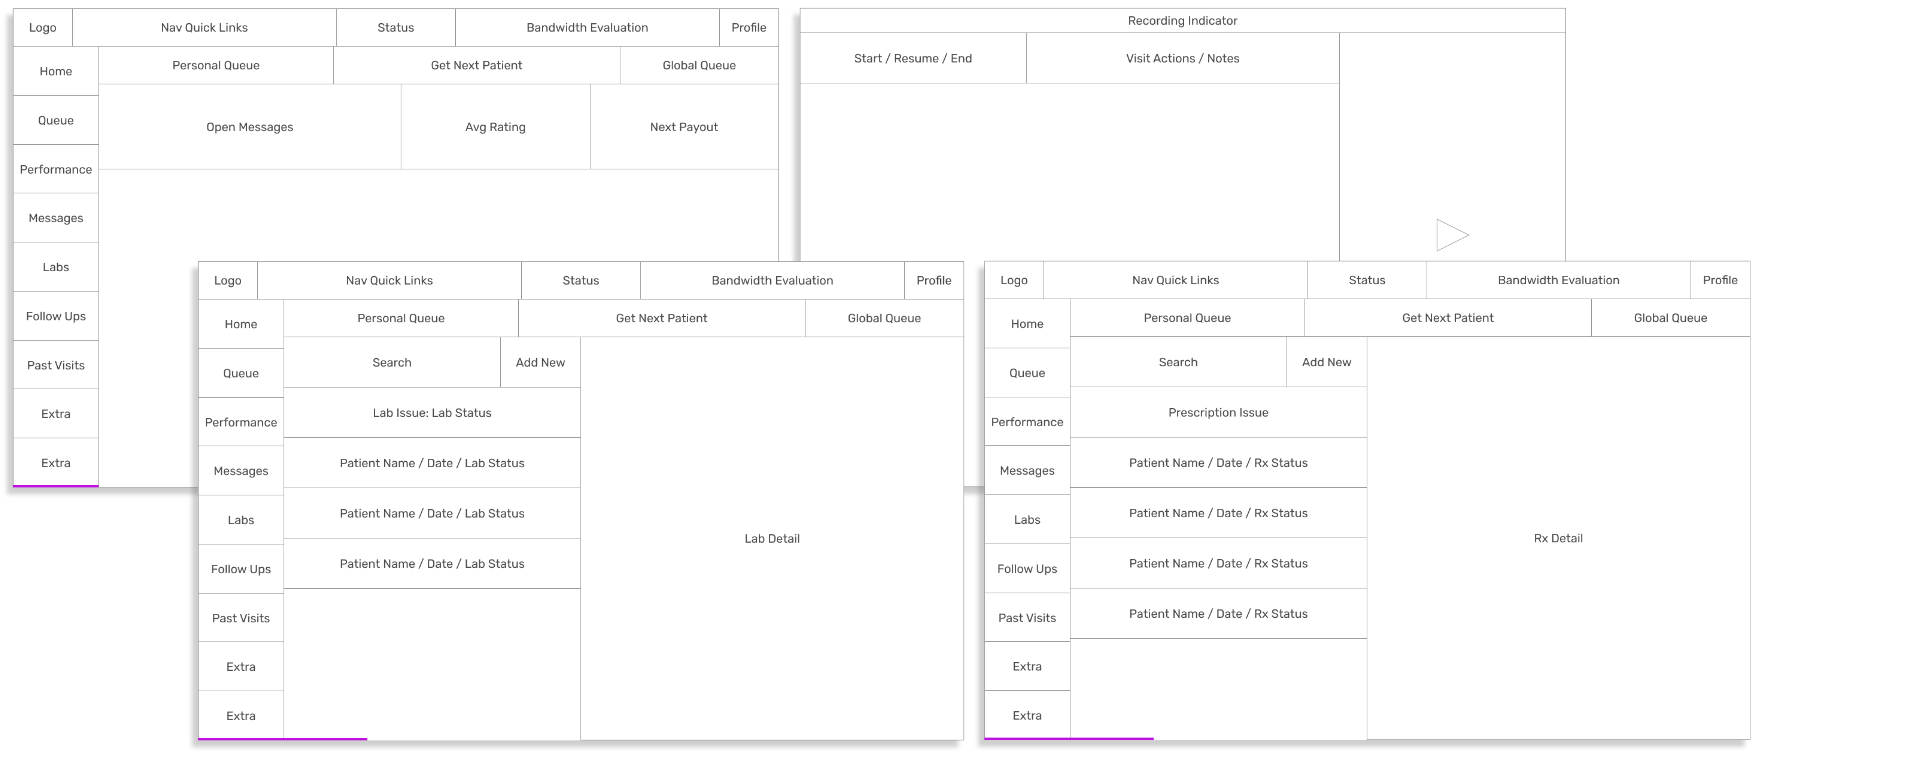 Logo
Nav Quick Links
Status
Bandwidth Evaluation
Profile
Home
Personal Queue
Get Next Patient
Global Queue
Queue
Open Messages
Avg Rating
Next Payout
Performance
Messages
Labs
Follow Ups
Past Visits
Extra
Extra
Recording Indicator
Start / Resume / End
Visit Actions / Notes
Logo
Nav Quick Links
Status
Bandwidth Evaluation
Profile
Home
Personal Queue
Get Next Patient
Global Queue
Queue
Performance
Messages
Labs
Follow Ups
Past Visits
Extra
Extra
Search
Add New
Lab Issue: Lab Status
Patient Name / Date / Lab Status
Patient Name / Date / Lab Status
Patient Name / Date / Lab Status
Lab Detail
Logo
Nav Quick Links
Status
Bandwidth Evaluation
Profile
Home
Personal Queue
Get Next Patient
Global Queue
Queue
Performance
Messages
Labs
Follow Ups
Past Visits
Extra
Extra
Search
Add New
Prescription Issue
Patient Name / Date / Rx Status
Patient Name / Date / Rx Status
Patient Name / Date / Rx Status
Patient Name / Date / Rx Status
Rx Detail